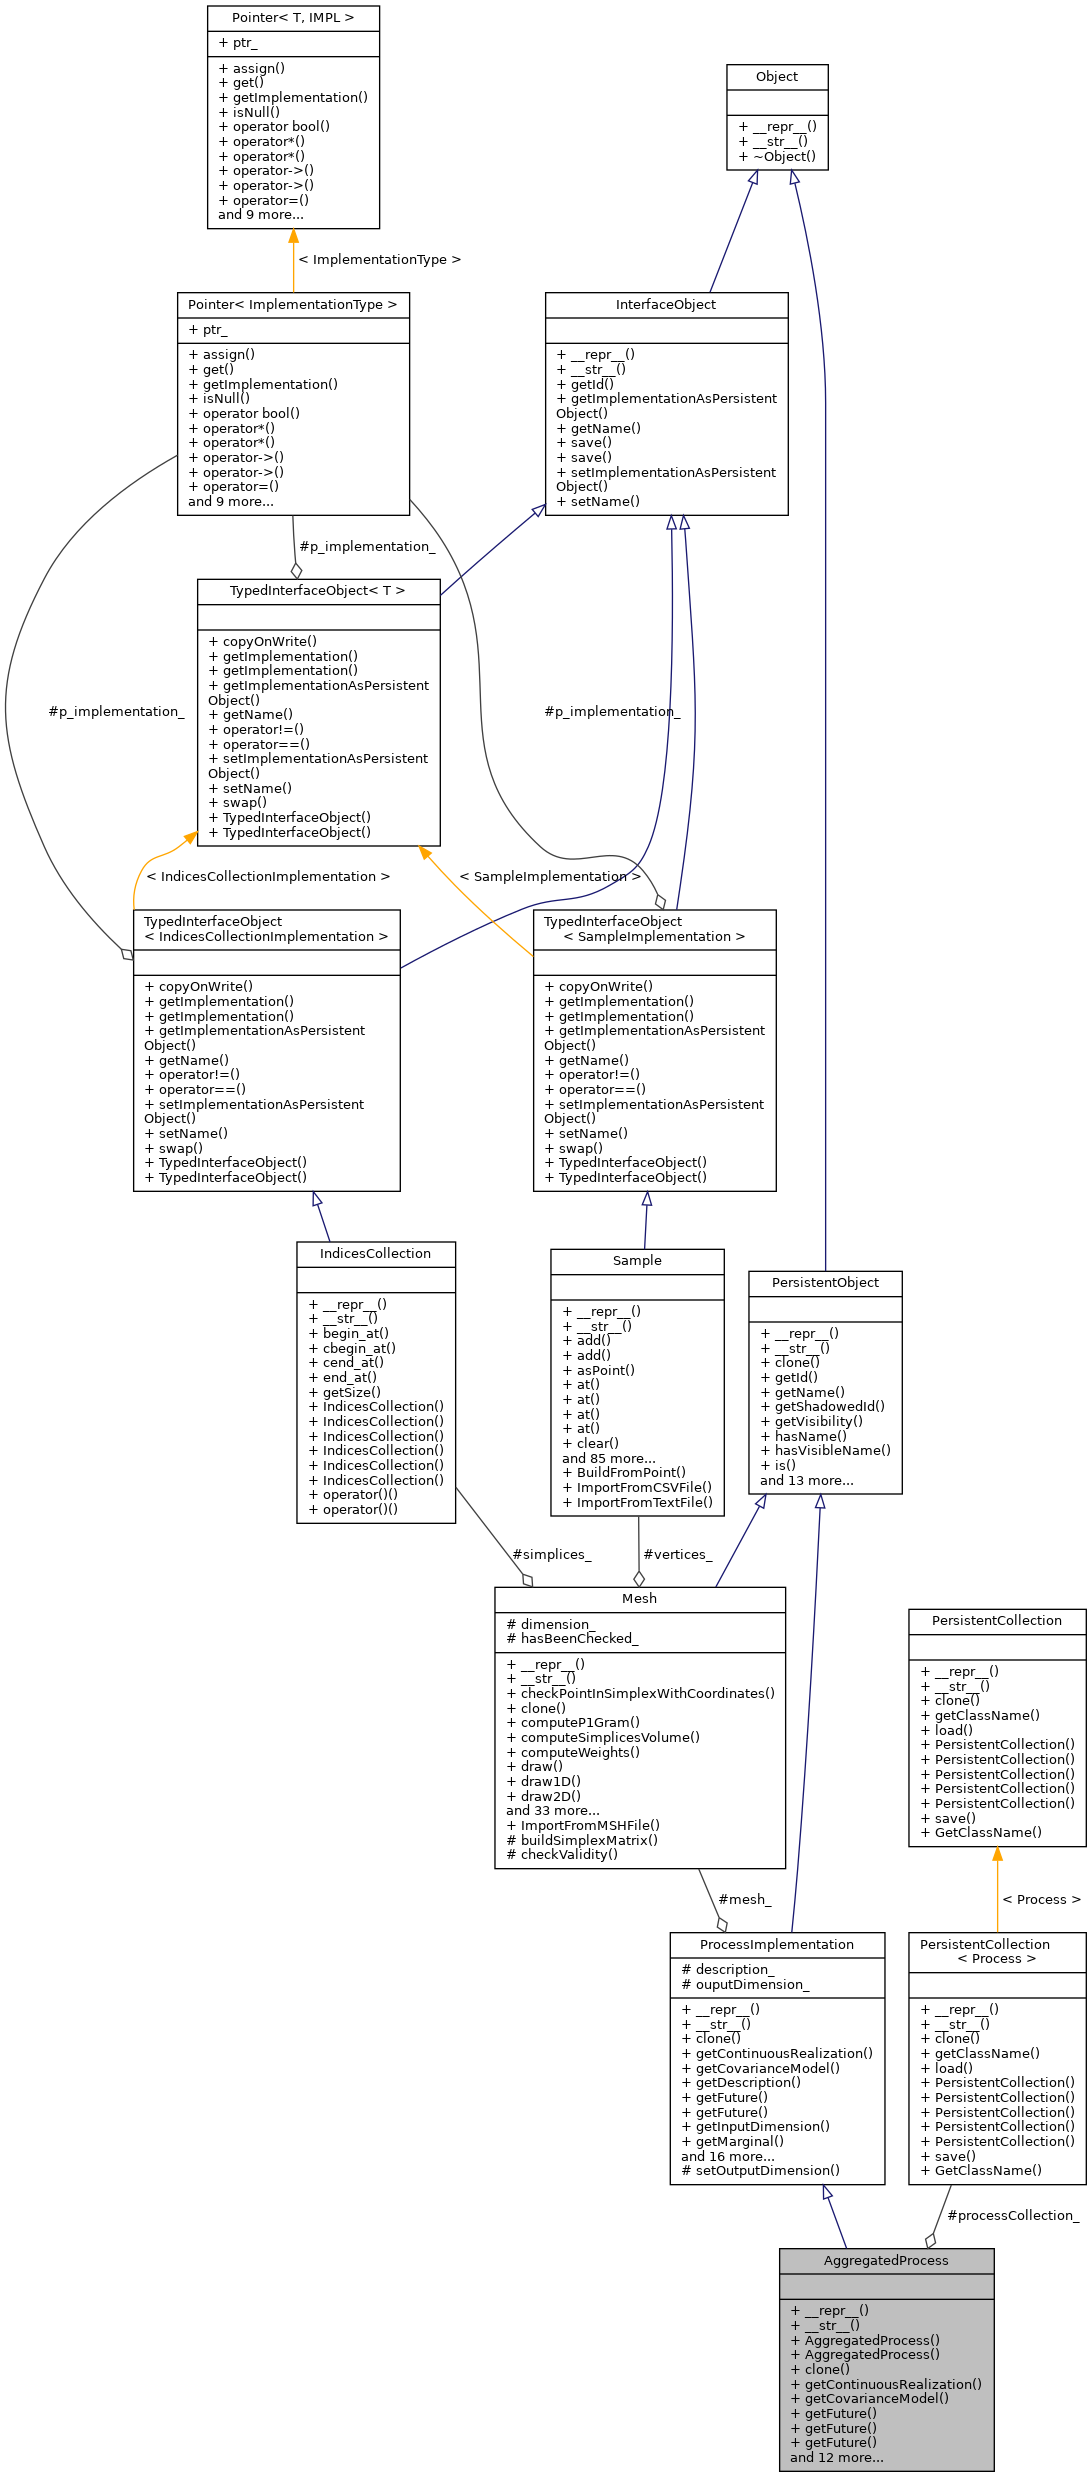 Pointer< T, IMPL >
+ ptr_
+ assign()
+ get()
+ getImplementation()
+ isNull()
+ operator bool()
+ operator*()
+ operator*()
+ operator->()
+ operator->()
+ operator=()
and 9 more...
Object
+ __repr__()
+ __str__()
+ ~Object()
< ImplementationType >
Pointer< ImplementationType >
+ ptr_
+ assign()
+ get()
+ getImplementation()
+ isNull()
+ operator bool()
+ operator*()
+ operator*()
+ operator->()
+ operator->()
+ operator=()
and 9 more...
InterfaceObject
+ __repr__()
+ __str__()
+ getId()
+ getImplementationAsPersistent
Object()
+ getName()
+ save()
+ save()
+ setImplementationAsPersistent
Object()
+ setName()
#p_implementation_
TypedInterfaceObject< T >
+ copyOnWrite()
+ getImplementation()
+ getImplementation()
+ getImplementationAsPersistent
Object()
+ getName()
+ operator!=()
+ operator==()
+ setImplementationAsPersistent
Object()
+ setName()
+ swap()
+ TypedInterfaceObject()
+ TypedInterfaceObject()
#p_implementation_
#p_implementation_
< IndicesCollectionImplementation >
< SampleImplementation >
TypedInterfaceObject
< IndicesCollectionImplementation >
+ copyOnWrite()
+ getImplementation()
+ getImplementation()
+ getImplementationAsPersistent
Object()
+ getName()
+ operator!=()
+ operator==()
+ setImplementationAsPersistent
Object()
+ setName()
+ swap()
+ TypedInterfaceObject()
+ TypedInterfaceObject()
TypedInterfaceObject
< SampleImplementation >
+ copyOnWrite()
+ getImplementation()
+ getImplementation()
+ getImplementationAsPersistent
Object()
+ getName()
+ operator!=()
+ operator==()
+ setImplementationAsPersistent
Object()
+ setName()
+ swap()
+ TypedInterfaceObject()
+ TypedInterfaceObject()
IndicesCollection
+ __repr__()
+ __str__()
+ begin_at()
+ cbegin_at()
+ cend_at()
+ end_at()
+ getSize()
+ IndicesCollection()
+ IndicesCollection()
+ IndicesCollection()
+ IndicesCollection()
+ IndicesCollection()
+ IndicesCollection()
+ operator()()
+ operator()()
Sample
+ __repr__()
+ __str__()
+ add()
+ add()
+ asPoint()
+ at()
+ at()
+ at()
+ at()
+ clear()
and 85 more...
+ BuildFromPoint()
+ ImportFromCSVFile()
+ ImportFromTextFile()
PersistentObject
+ __repr__()
+ __str__()
+ clone()
+ getId()
+ getName()
+ getShadowedId()
+ getVisibility()
+ hasName()
+ hasVisibleName()
+ is()
and 13 more...
#simplices_
#vertices_
Mesh
# dimension_
# hasBeenChecked_
+ __repr__()
+ __str__()
+ checkPointInSimplexWithCoordinates()
+ clone()
+ computeP1Gram()
+ computeSimplicesVolume()
+ computeWeights()
+ draw()
+ draw1D()
+ draw2D()
and 33 more...
+ ImportFromMSHFile()
# buildSimplexMatrix()
# checkValidity()
PersistentCollection
+ __repr__()
+ __str__()
+ clone()
+ getClassName()
+ load()
+ PersistentCollection()
+ PersistentCollection()
+ PersistentCollection()
+ PersistentCollection()
+ PersistentCollection()
+ save()
+ GetClassName()
#mesh_
< Process >
ProcessImplementation
# description_
# ouputDimension_
+ __repr__()
+ __str__()
+ clone()
+ getContinuousRealization()
+ getCovarianceModel()
+ getDescription()
+ getFuture()
+ getFuture()
+ getInputDimension()
+ getMarginal()
and 16 more...
# setOutputDimension()
PersistentCollection
< Process >
+ __repr__()
+ __str__()
+ clone()
+ getClassName()
+ load()
+ PersistentCollection()
+ PersistentCollection()
+ PersistentCollection()
+ PersistentCollection()
+ PersistentCollection()
+ save()
+ GetClassName()
#processCollection_
AggregatedProcess
+ __repr__()
+ __str__()
+ AggregatedProcess()
+ AggregatedProcess()
+ clone()
+ getContinuousRealization()
+ getCovarianceModel()
+ getFuture()
+ getFuture()
+ getFuture()
and 12 more...